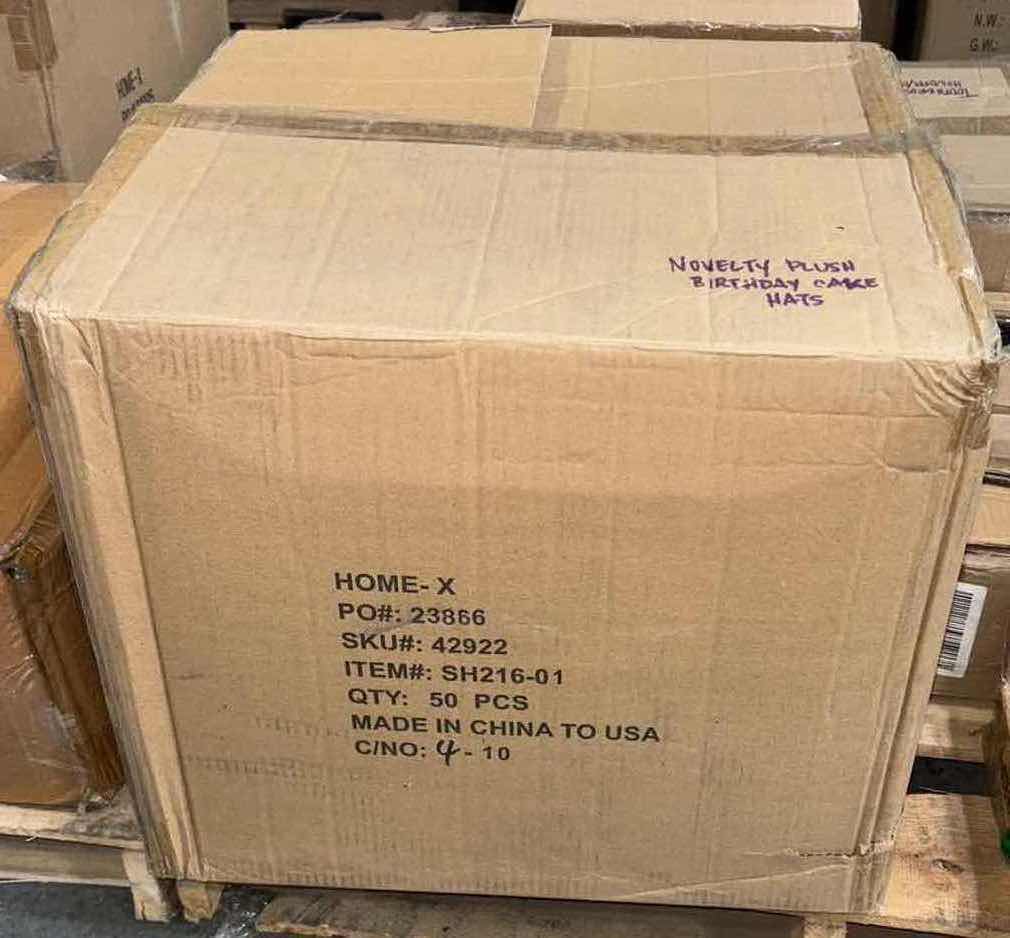 N.W.:
G.W.:
HOME-X
NOVELTY PLUSH
BIRTHDAY CAKE
HATS
HOME- X
PO#: 23866
SKU#: 42922
ITEM#: SH216-01
QTY: 50 PCS
MADE IN CHINA TO USA
C/NO: 4 - 10